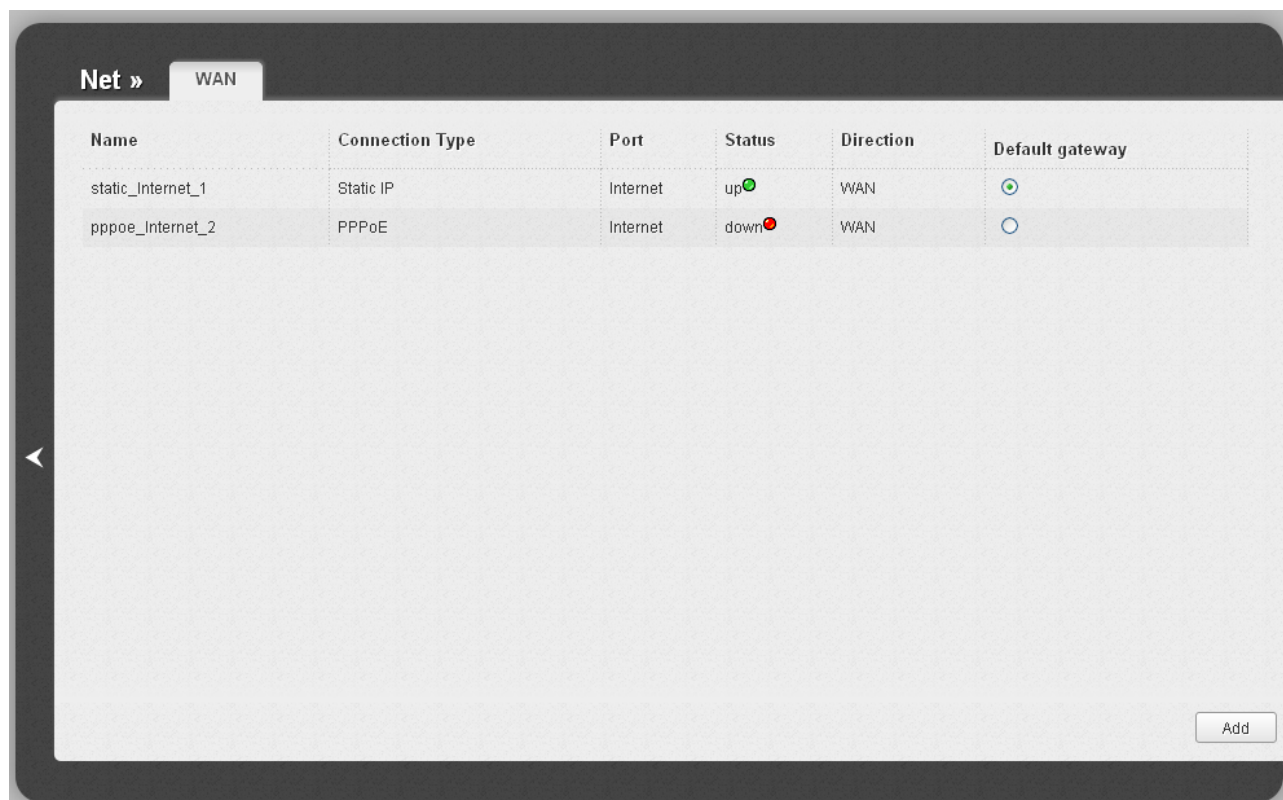 Net » WAN
Name Connection Type Port Status Direction Default gateway
static_Internet_1 Static IP Internet up WAN
pppoe_Internet_2 PPPoE Internet down WAN
Add